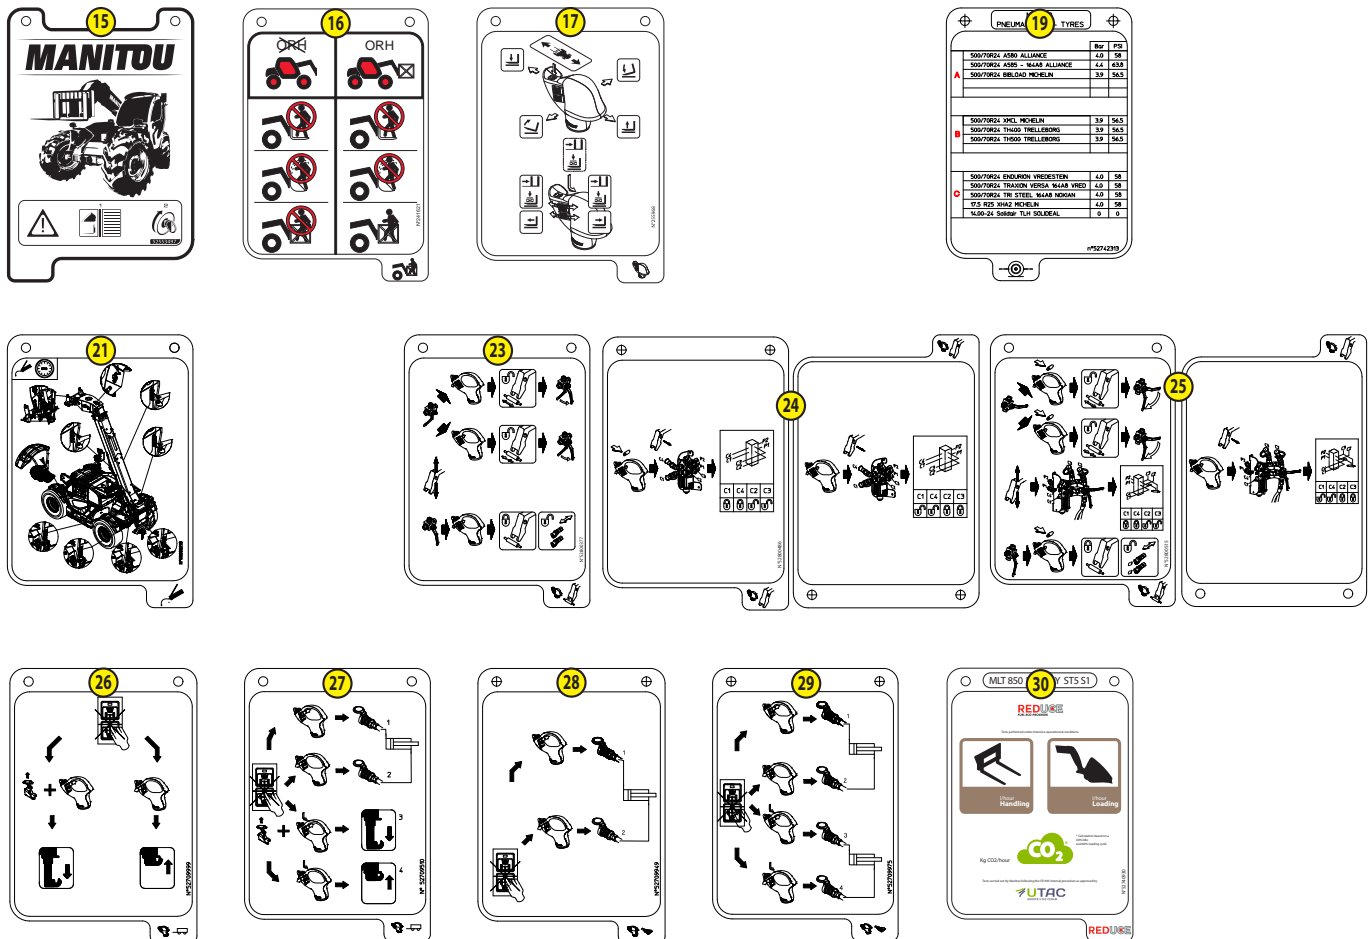 15
MANITOU
1
2
16
ORH ORH
N°241021
17
N°255868
19
PNEUMA TYRES
Bar PSI
A
500/70R24 A580 ALLIANCE 4.0 58
500/70R24 A585 - 164A8 ALLIANCE 4.4 63.8
500/70R24 BIBLOAD MICHELIN 3.9 56.5
B
500/70R24 XMCL MICHELIN 3.9 56.5
500/70R24 TH400 TRELLEBORG 3.9 56.5
500/70R24 TH500 TRELLEBORG 3.9 56.5
C
500/70R24 ENDURION VREDESTEIN 4.0 58
500/70R24 TRAXION VERSA 164A8 VRED 4.0 58
500/70R24 TRI STEEL 164A8 NOKIAN 4.0 58
17.5 R25 XHA2 MICHELIN 4.0 58
14.00-24 Solidair TLH SOLIDEAL 0 0
n°52742313
21
23
24
C1 C4 C2 C3
N°52800486
C1 C4 C2 C3
25
C1 C4 C2 C3
C1 C4 C2 C3
26
N°52709999
27
1
2
3
4
N° 52709510
28
1
2
N°52709949
29
1
2
3
4
N°52709975
30
MLT 850 Y ST5 S1
REDUCE
l/hour
Handling
l/hour
Loading
Kg CO2/hour
CO2
UTAC
REDUCE